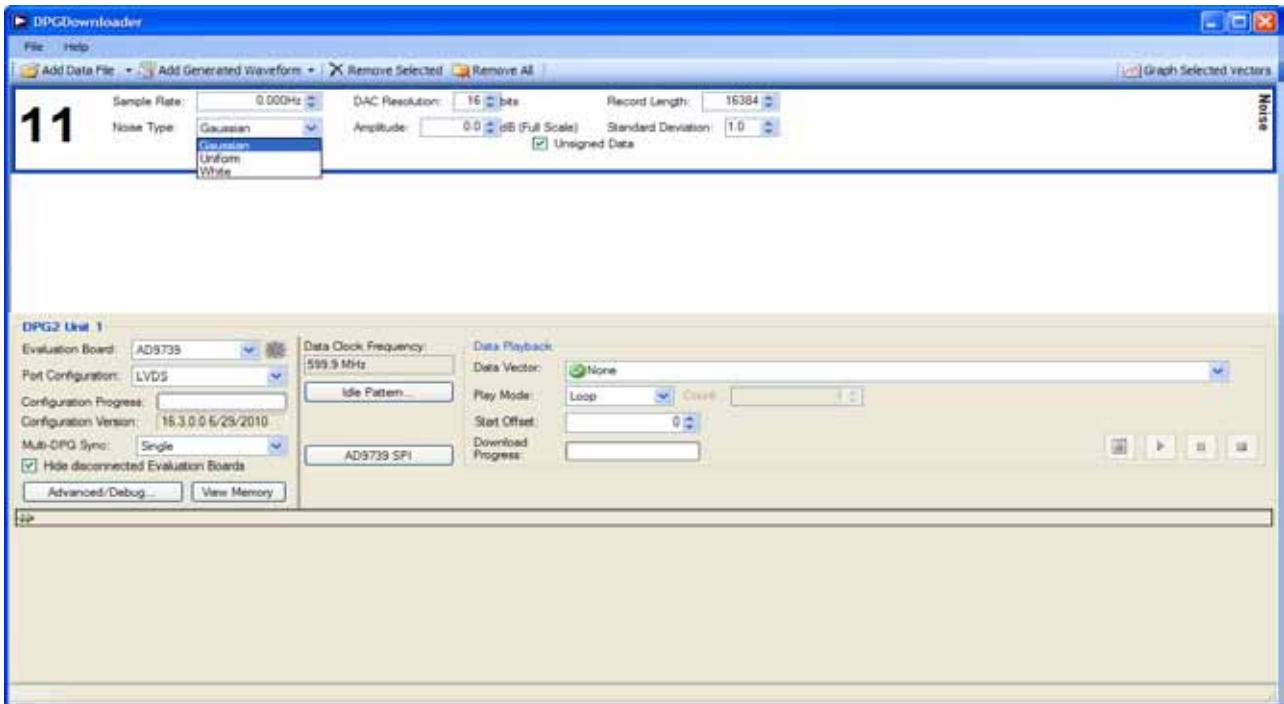 DPGDownloader
File Help
Add Data File Add Generated Waveform Remove Selected Remove All Graph Selected Vectors
11
Sample Rate: 0.000Hz DAC Resolution: 16 bits Record Length: 16384
Noise Type: Gaussian Amplitude: 0.0 dB (Full Scale) Standard Deviation: 1.0
Gaussian
Uniform
White
Unsigned Data
Noise
DPG2 Unit 1
Evaluation Board: AD9739
Port Configuration: LVDS
Configuration Progress:
Configuration Version: 16.3.0.0 6/29/2010
Multi-DPG Sync: Single
Hide disconnected Evaluation Boards
Advanced/Debug... View Memory
Data Clock Frequency:
599.9 MHz
Idle Pattern...
AD9739 SPI
Data Playback
Data Vector: None
Play Mode: Loop Count: 1
Start Offset: 0
Download
Progress: